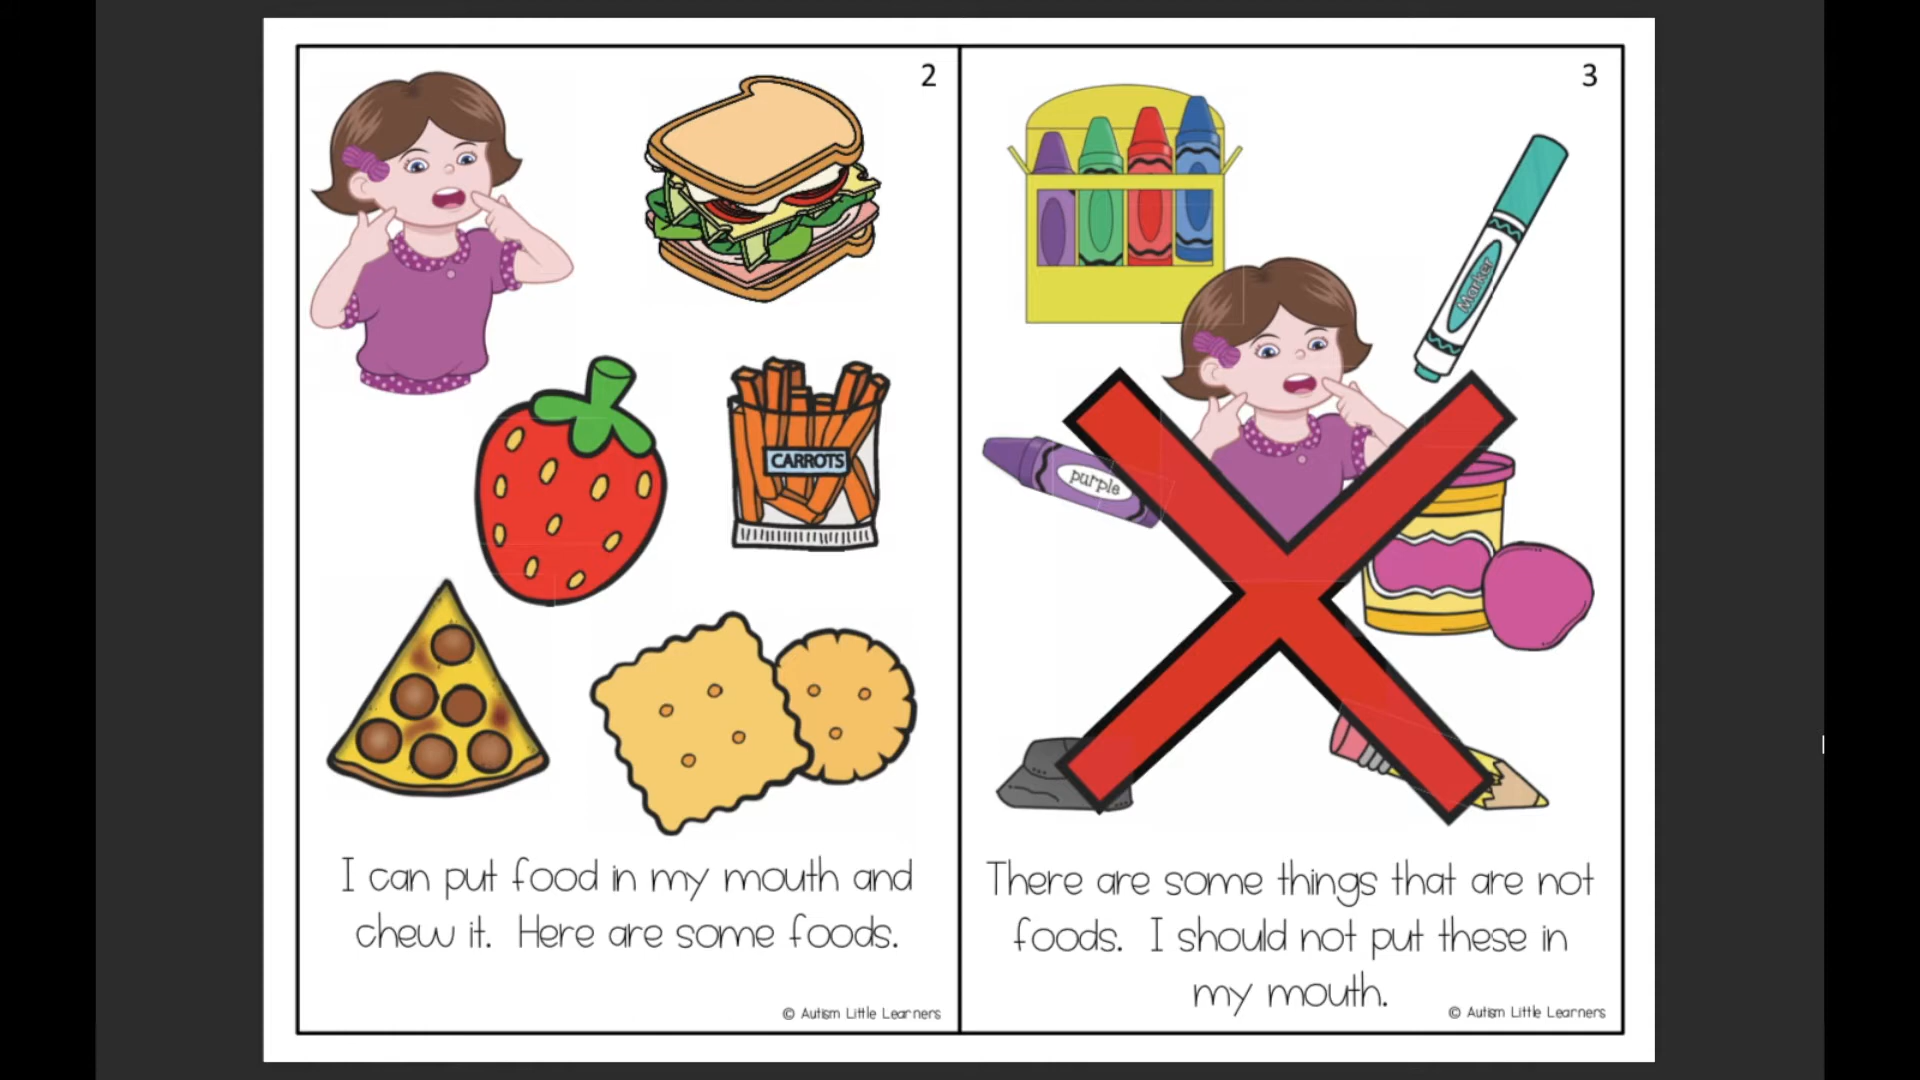 2
CARROTS
I can put food in my mouth and
chew it. Here are some foods.
© Autism Little Learners
3
Marker
purple
There are some things that are not
foods. I should not put these in
my mouth.
© Autism Little Learners